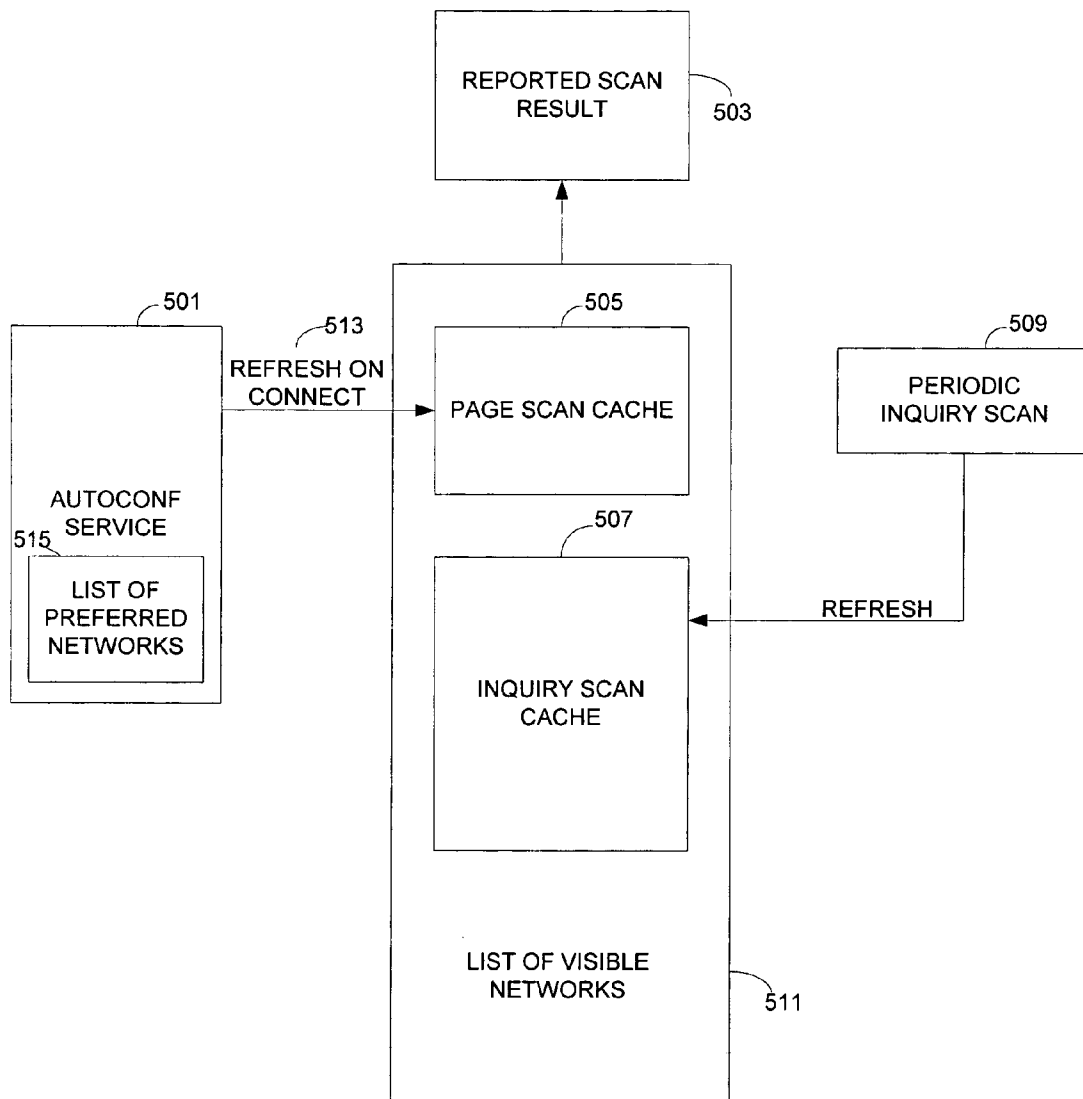 REPORTED SCAN
RESULT
503
501
513
REFRESH ON
CONNECT
505
PAGE SCAN CACHE
509
PERIODIC
INQUIRY SCAN
AUTOCONF
SERVICE
515
LIST OF
PREFERRED
NETWORKS
507
INQUIRY SCAN
CACHE
REFRESH
LIST OF VISIBLE
NETWORKS
511